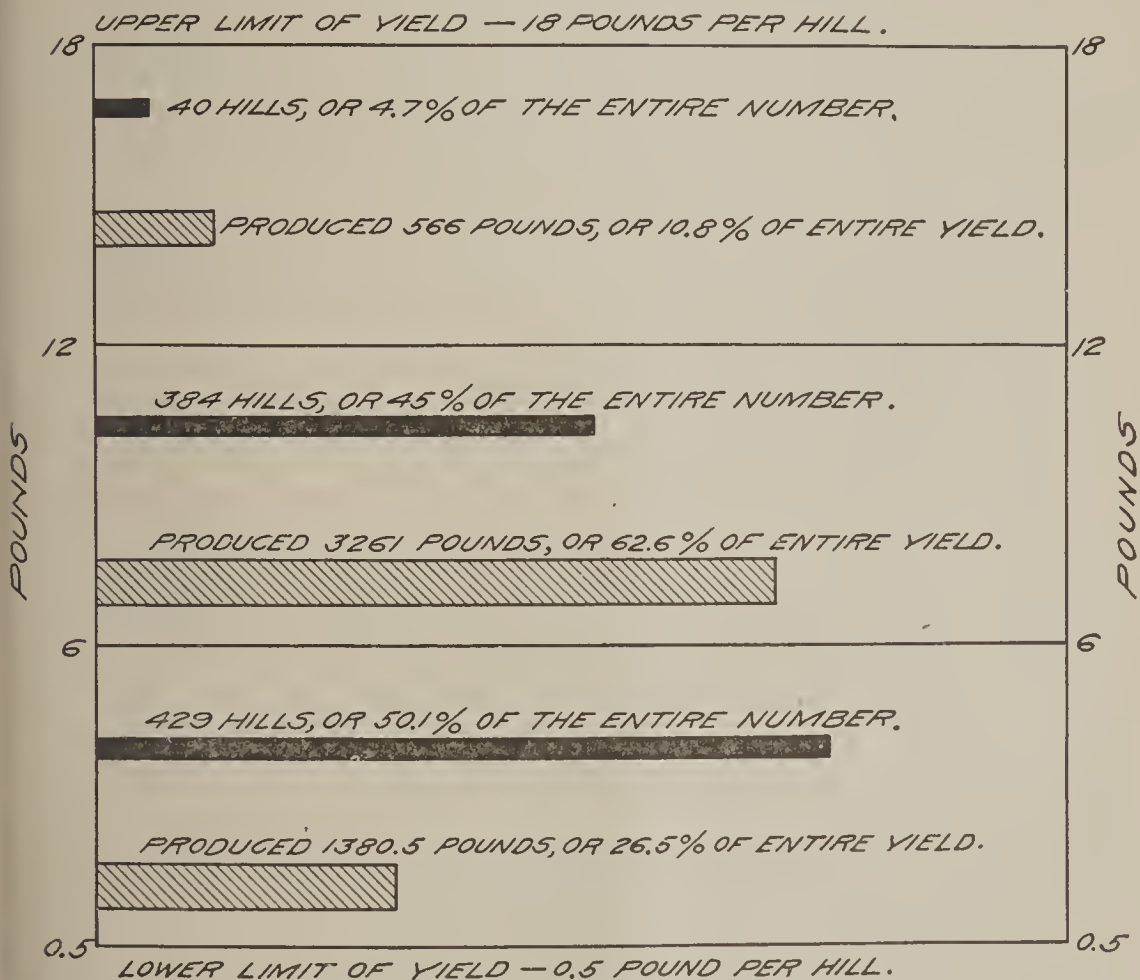 UPPER LIMIT OF YIELD — 18 POUNDS PER HILL.
18 18
40 HILLS, OR 4.7% OF THE ENTIRE NUMBER.
PRODUCED 566 POUNDS, OR 10.8% OF ENTIRE YIELD.
12 12
384 HILLS, OR 45% OF THE ENTIRE NUMBER.
POUNDS POUNDS
PRODUCED 3261 POUNDS, OR 62.6% OF ENTIRE YIELD.
6 6
429 HILLS, OR 50.1% OF THE ENTIRE NUMBER.
PRODUCED 1380.5 POUNDS, OR 26.5% OF ENTIRE YIELD.
0.5 0.5
LOWER LIMIT OF YIELD — 0.5 POUND PER HILL.